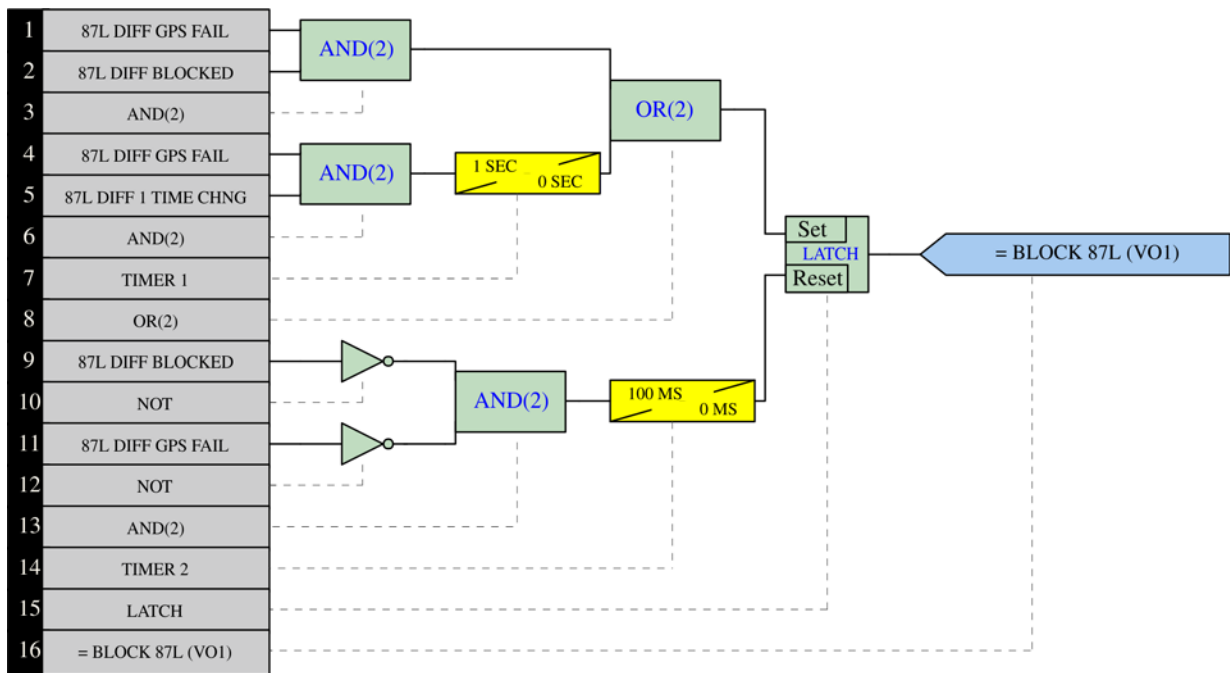 1 87L DIFF GPS FAIL
2 87L DIFF BLOCKED
3 AND(2)
4 87L DIFF GPS FAIL
5 87L DIFF 1 TIME CHNG
6 AND(2)
7 TIMER 1
8 OR(2)
9 87L DIFF BLOCKED
10 NOT
11 87L DIFF GPS FAIL
12 NOT
13 AND(2)
14 TIMER 2
15 LATCH
16 = BLOCK 87L (VO1)
AND(2)
AND(2)
1 SEC
0 SEC
OR(2)
AND(2)
100 MS
0 MS
Set
LATCH
Reset
= BLOCK 87L (VO1)